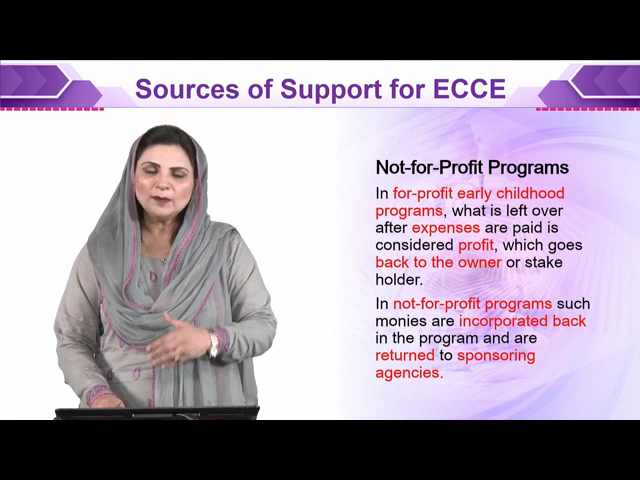 Sources of Support for ECCE
Not-for-Profit Programs
In for-profit early childhood
programs, what is left over
after expenses are paid is
considered profit, which goes
back to the owner or stake
holder.
In not-for-profit programs such
monies are incorporated back
in the program and are
returned to sponsoring
agencies.